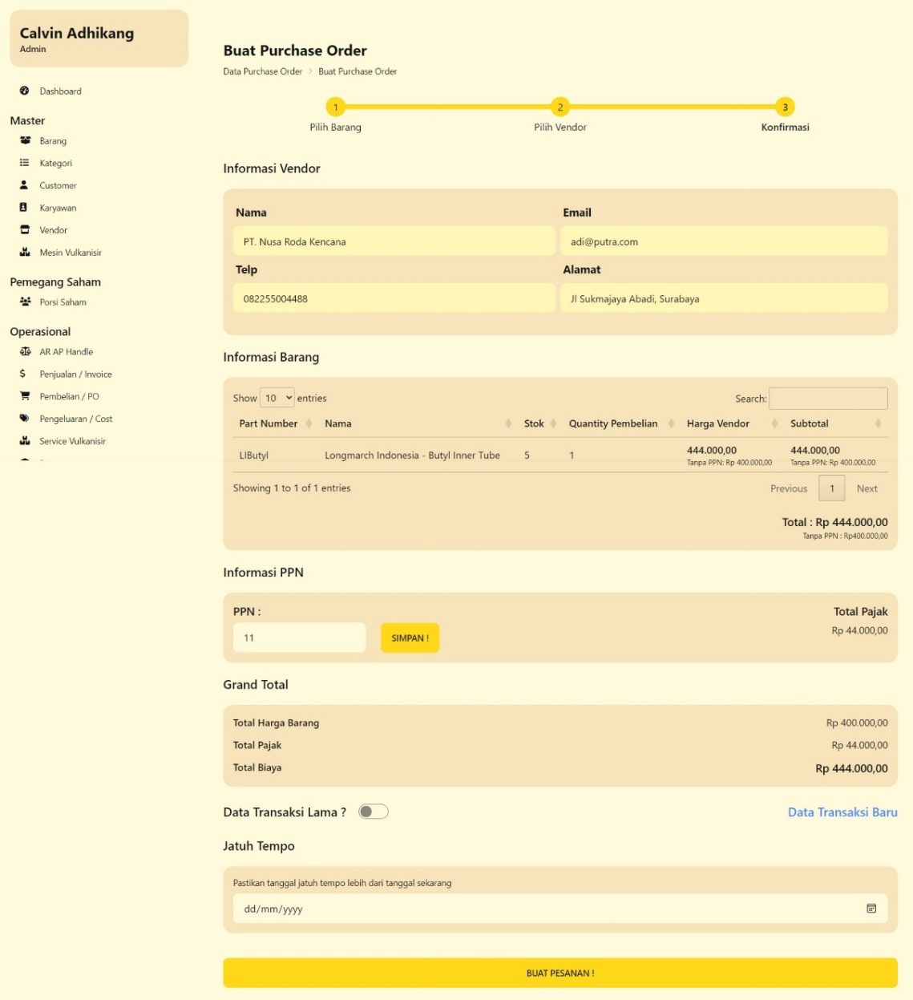 Calvin Adhikang
Admin
Dashboard
Master
Barang
Kategori
Customer
Karyawan
Vendor
Mesin Vulkanisir
Pemegang Saham
Porsi Saham
Operasional
AR AP Handle
Penjualan / Invoice
Pembelian / PO
Pengeluaran / Cost
Service Vulkanisir
Buat Purchase Order
Data Purchase Order > Buat Purchase Order
1 2 3
Pilih Barang Pilih Vendor Konfirmasi
Informasi Vendor
Nama Email
PT. Nusa Roda Kencana adi@putra.com
Telp Alamat
082255004488 Jl Sukmajaya Abadi, Surabaya
Informasi Barang
Show 10 entries Search:
Part Number Nama Stok Quantity Pembelian Harga Vendor Subtotal
LIButyl Longmarch Indonesia - Butyl Inner Tube 5 1 444.000,00 444.000,00
Tanpa PPN: Rp 400.000,00 Tanpa PPN: Rp 400.000,00
Showing 1 to 1 of 1 entries Previous 1 Next
Total : Rp 444.000,00
Tanpa PPN : Rp400.000,00
Informasi PPN
PPN : Total Pajak
11 SIMPAN ! Rp 44.000,00
Grand Total
Total Harga Barang Rp 400.000,00
Total Pajak Rp 44.000,00
Total Biaya Rp 444.000,00
Data Transaksi Lama ? Data Transaksi Baru
Jatuh Tempo
Pastikan tanggal jatuh tempo lebih dari tanggal sekarang
dd/mm/yyyy
BUAT PESANAN !